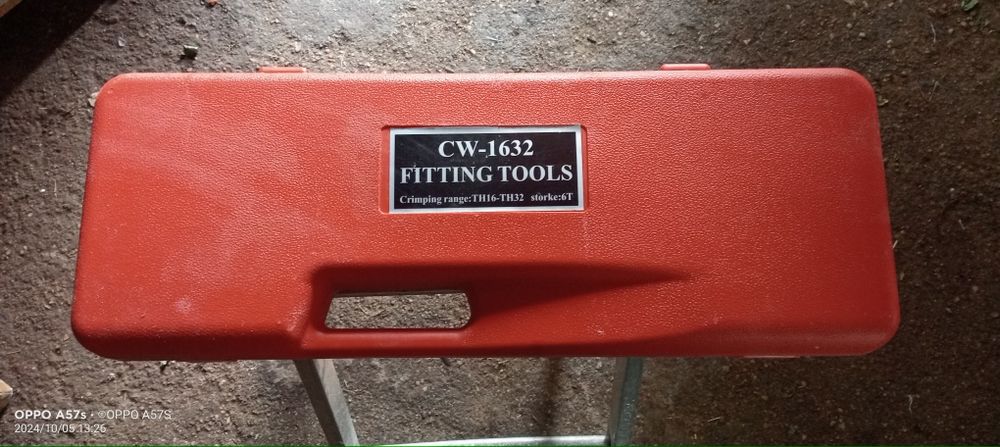 CW-1632
FITTING TOOLS
Crimping range:TH16-TH32 storke:6T
OPPO A57s • ©OPPO A57S
2024/10/05 13:26